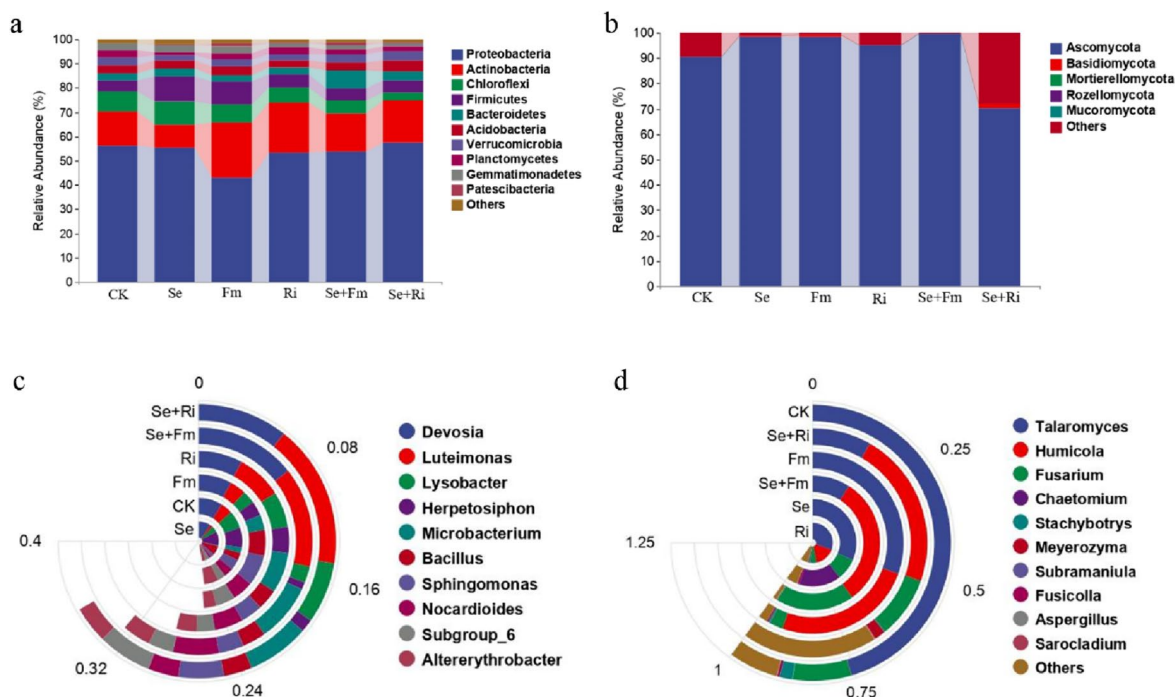 a
Relative Abundance (%)
100
90
80
70
60
50
40
30
20
10
0
CK
Se
Fm
Ri
Se+Fm
Se+Ri
Proteobacteria
Actinobacteria
Chloroflexi
Firmicutes
Bacteroidetes
Acidobacteria
Verrucomicrobia
Planctomycetes
Gemmatimonadetes
Patescibacteria
Others
b
Relative Abundance (%)
100
90
80
70
60
50
40
30
20
10
0
CK
Se
Fm
Ri
Se+Fm
Se+Ri
Ascomycota
Basidiomycota
Mortierellomycota
Rozellomycota
Mucoromycota
Others
c
0
0.08
0.16
0.24
0.32
0.4
Se+Ri
Se+Fm
Ri
Fm
CK
Se
Devosia
Luteimonas
Lysobacter
Herpetosiphon
Microbacterium
Bacillus
Sphingomonas
Nocardioides
Subgroup_6
Altererythrobacter
d
0
0.25
0.5
0.75
1
1.25
CK
Se+Ri
Fm
Se+Fm
Se
Ri
Talaromyces
Humicola
Fusarium
Chaetomium
Stachybotrys
Meyerozyma
Subramaniula
Fusicolla
Aspergillus
Sarocladium
Others